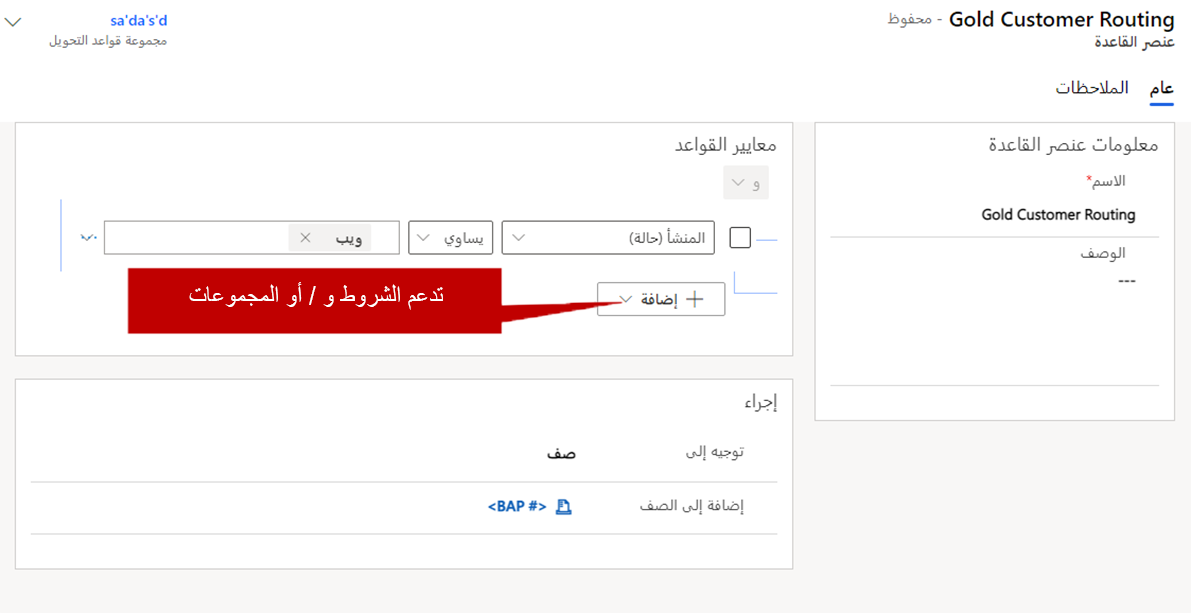 Gold Customer Routing - محفوظ
عنصر القاعدة
sa'da's'd
مجموعة قواعد التحويل
عام
الملاحظات
معلومات عنصر القاعدة
الاسم*
Gold Customer Routing
الوصف
---
معايير القواعد
و
المنشأ (حالة)
يساوي
ويب
إضافة
تدعم الشروط و / أو المجموعات
إجراء
توجيه إلى
صف
إضافة إلى الصف
<BAP #>